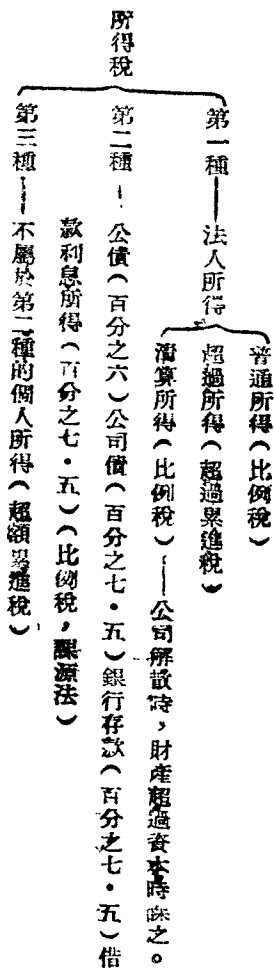 所得稅
第一種——法人所得
普通所得(比例稅)
超過所得(超過累進稅)
清算所得(比例稅)——公司解散時,財產超過資本時課之。
第二種——公債(百分之六)公司債(百分之七・五)銀行存款(百分之七・五)借
款利息所得(百分之七・五)(比例稅,課源法)
第三種——不屬於第二種的個人所得(超額累進稅)